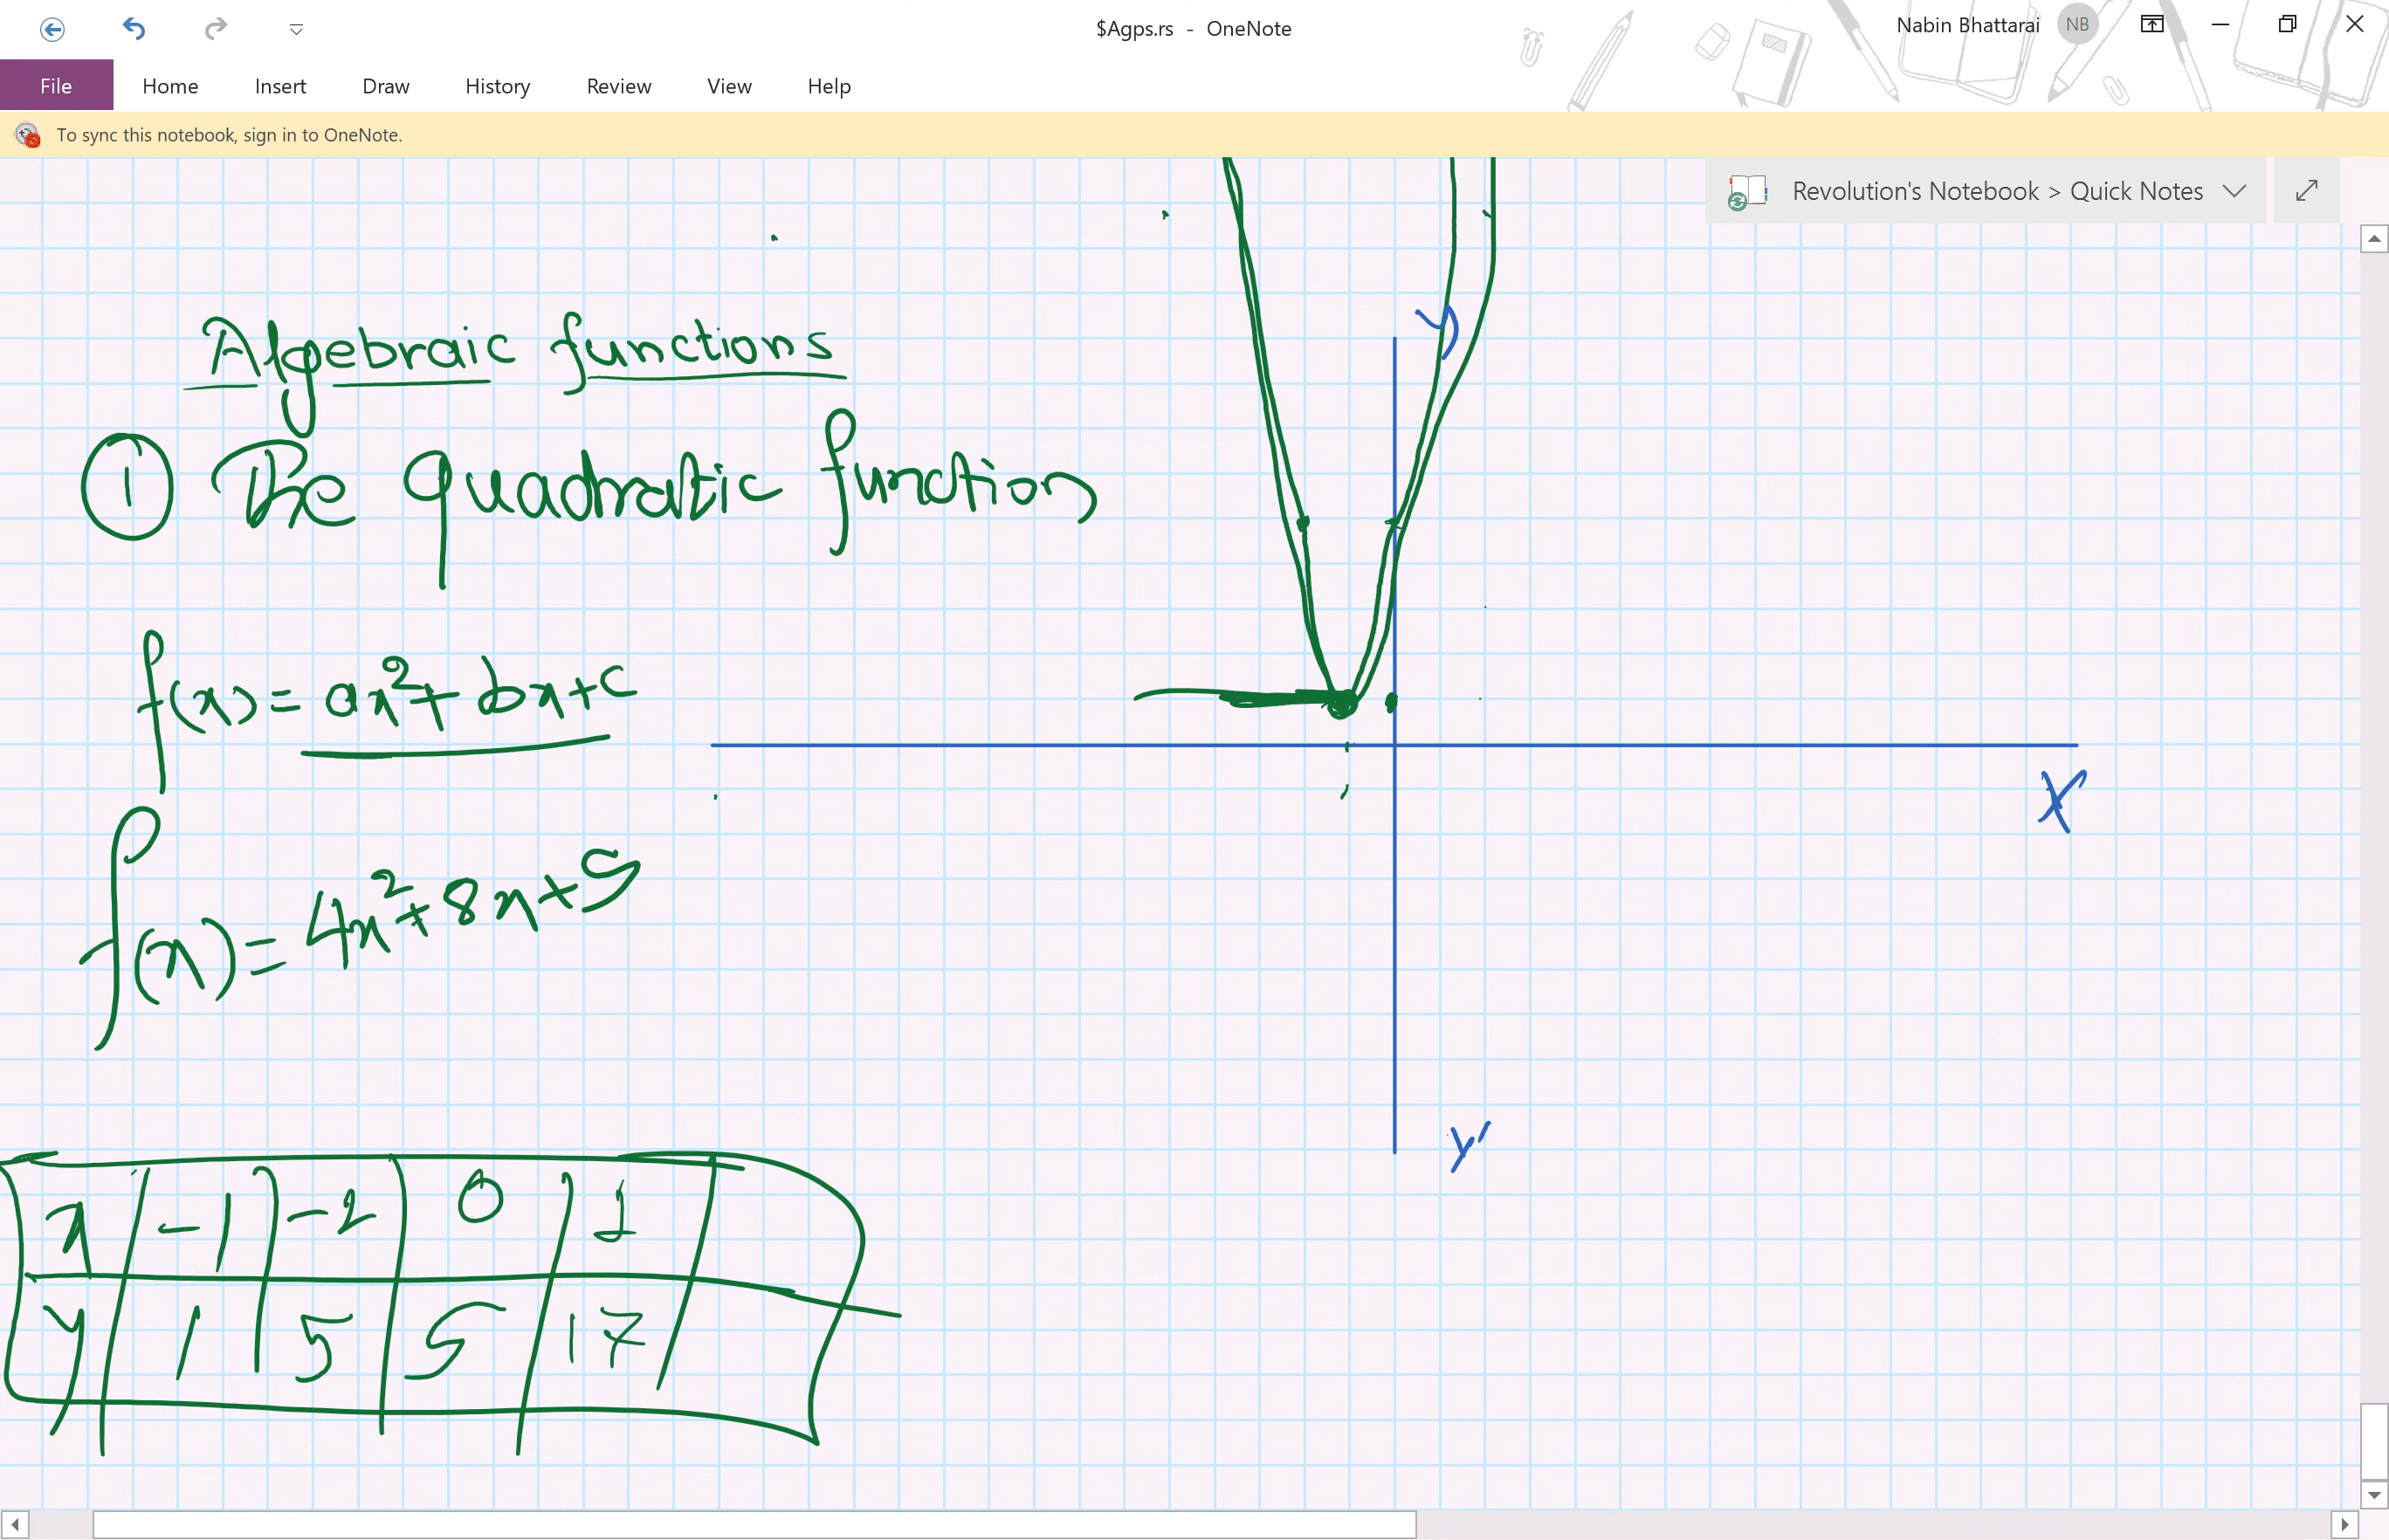 $Agps.rs - OneNote
Nabin Bhattarai NB
File Home Insert Draw History Review View Help
To sync this notebook, sign in to OneNote.
Revolution's Notebook > Quick Notes
Algebraic functions
① The quadratic function
f(x) = ax²+bx+c
f(x) = 4x²+8x+5
y
X
y'
x -1 -2 0 1
y 1 5 5 17